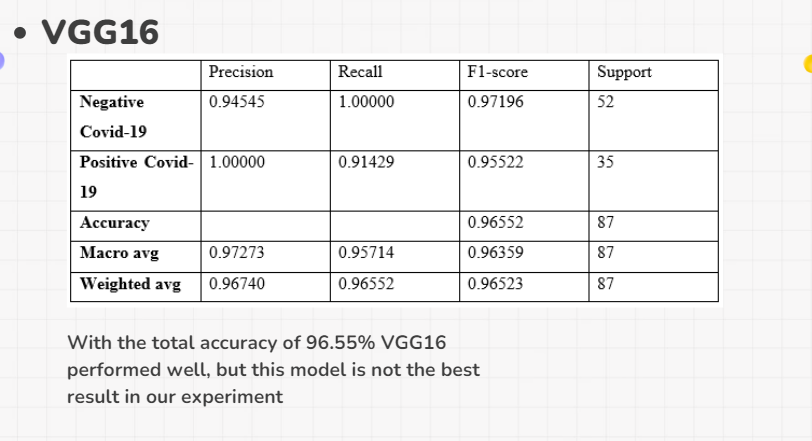 • VGG16
Precision Recall F1-score Support
Negative 0.94545 1.00000 0.97196 52
Covid-19
Positive Covid- 1.00000 0.91429 0.95522 35
19
Accuracy 0.96552 87
Macro avg 0.97273 0.95714 0.96359 87
Weighted avg 0.96740 0.96552 0.96523 87
With the total accuracy of 96.55% VGG16
performed well, but this model is not the best
result in our experiment